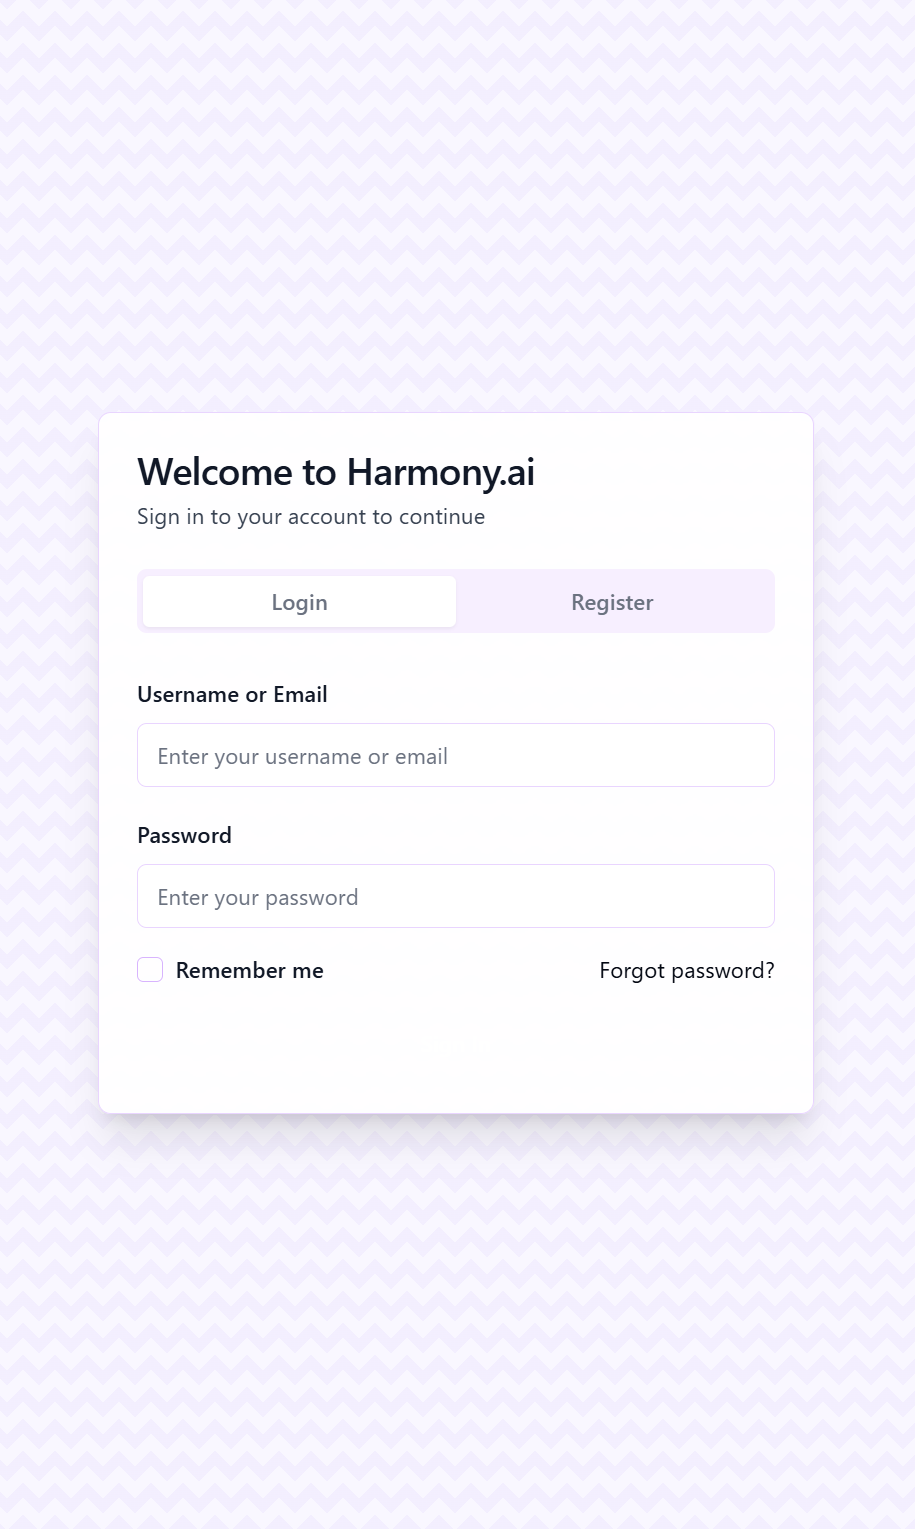 Welcome to Harmony.ai
Sign in to your account to continue
Login Register
Username or Email
Enter your username or email
Password
Enter your password
Remember me Forgot password?